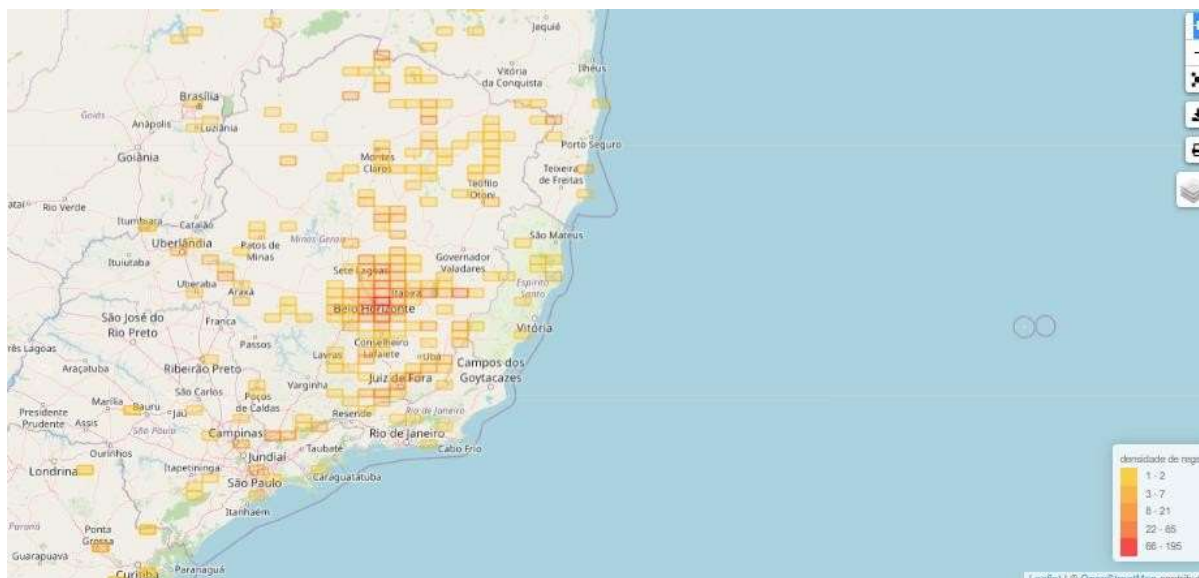 Jequié
Vitória
da Conquista
Ilhéus
Brasília
Goiás
Anápolis
Luziânia
Goiânia
Montes
Claros
Porto Seguro
Teixeira
de Freitas
Teófilo
Otoni
Rio Verde
Itumbiara
Catalão
Uberlândia
Patos de
Minas
Minas Gerais
São Mateus
Ituiutaba
Sete Lagoas
Governador
Valadares
Uberaba
Araxá
Itabira
Espírito
Santo
Belo Horizonte
São José do
Rio Preto
Franca
Vitória
Três Lagoas
Passos
Conselheiro
Lafaiete
Lavras
Ubá
Araçatuba
Ribeirão Preto
Campos dos
Goytacazes
Varginha
Juiz de Fora
São Carlos
Poços
de Caldas
Marília
Bauru
Jaú
Presidente
Prudente
Assis
São Paulo
Resende
Rio de Janeiro
Campinas
Rio de Janeiro
Cabo Frio
Taubaté
Ourinhos
Jundiaí
Londrina
Itapetininga
São Paulo
Caraguatatuba
Itanhaém
Paraná
Ponta
Grossa
Guarapuava
Curitiba
Paranaguá
densidade de regis
1 - 2
3 - 7
8 - 21
22 - 65
66 - 195